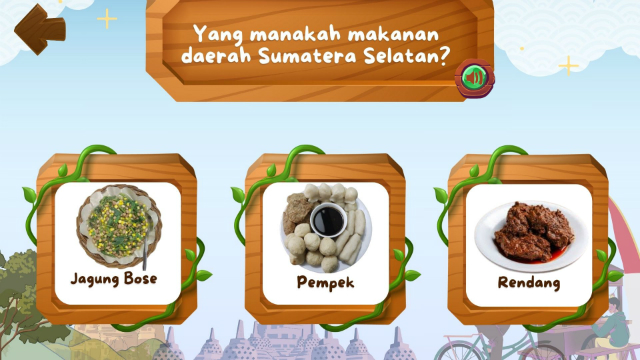 Yang manakah makanan
daerah Sumatera Selatan?
Jagung Bose
Pempek
Rendang